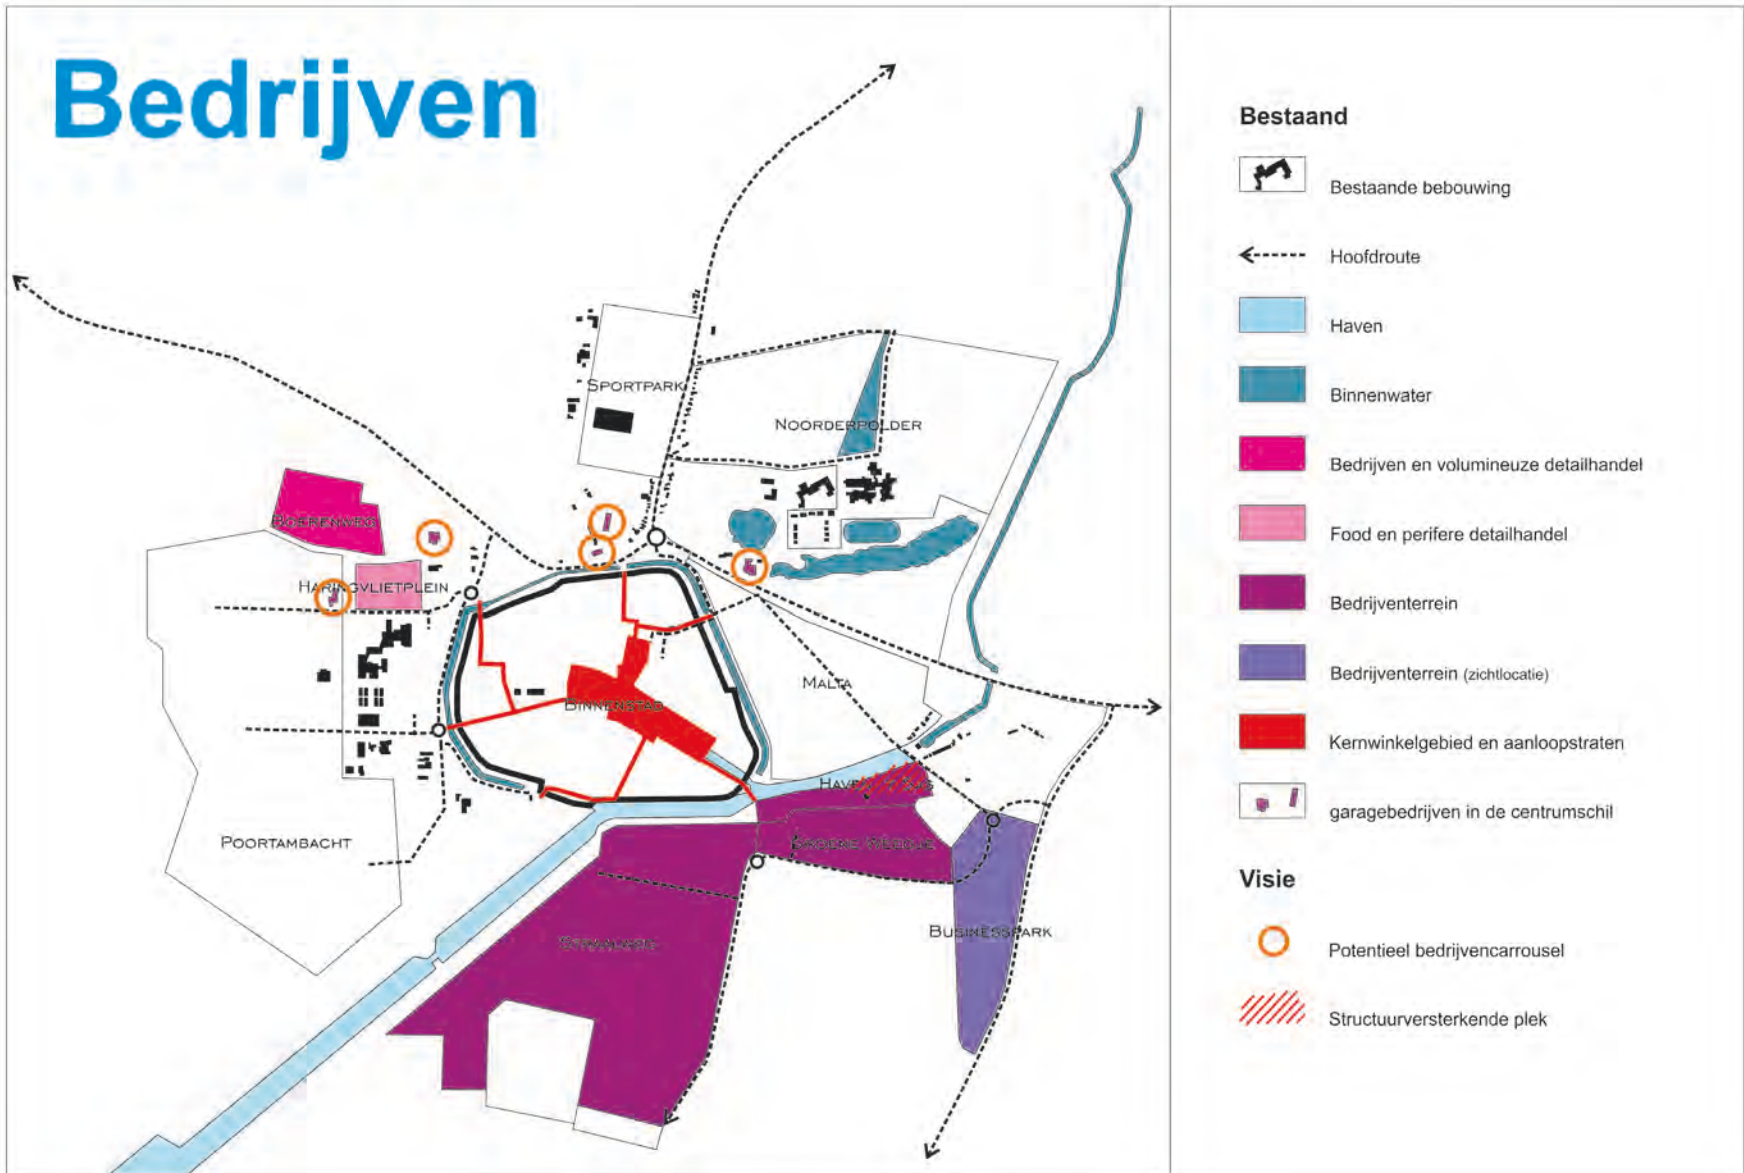 Bedrijven
SPORTPARK
NOORDERPOLDER
BOERENWEG
HARINGVLIETPLEIN
MALTA
BINNENSTAD
POORTAMBACHT
GROENE WEEGJE
BUSINESSPARK
Bestaand
Bestaande bebouwing
Hoofdroute
Haven
Binnenwater
Bedrijven en volumineuze detailhandel
Food en perifere detailhandel
Bedrijventerrein
Bedrijventerrein (zichtlocatie)
Kernwinkelgebied en aanloopstraten
garagebedrijven in de centrumschil
Visie
Potentieel bedrijvencarrousel
Structuurversterkende plek